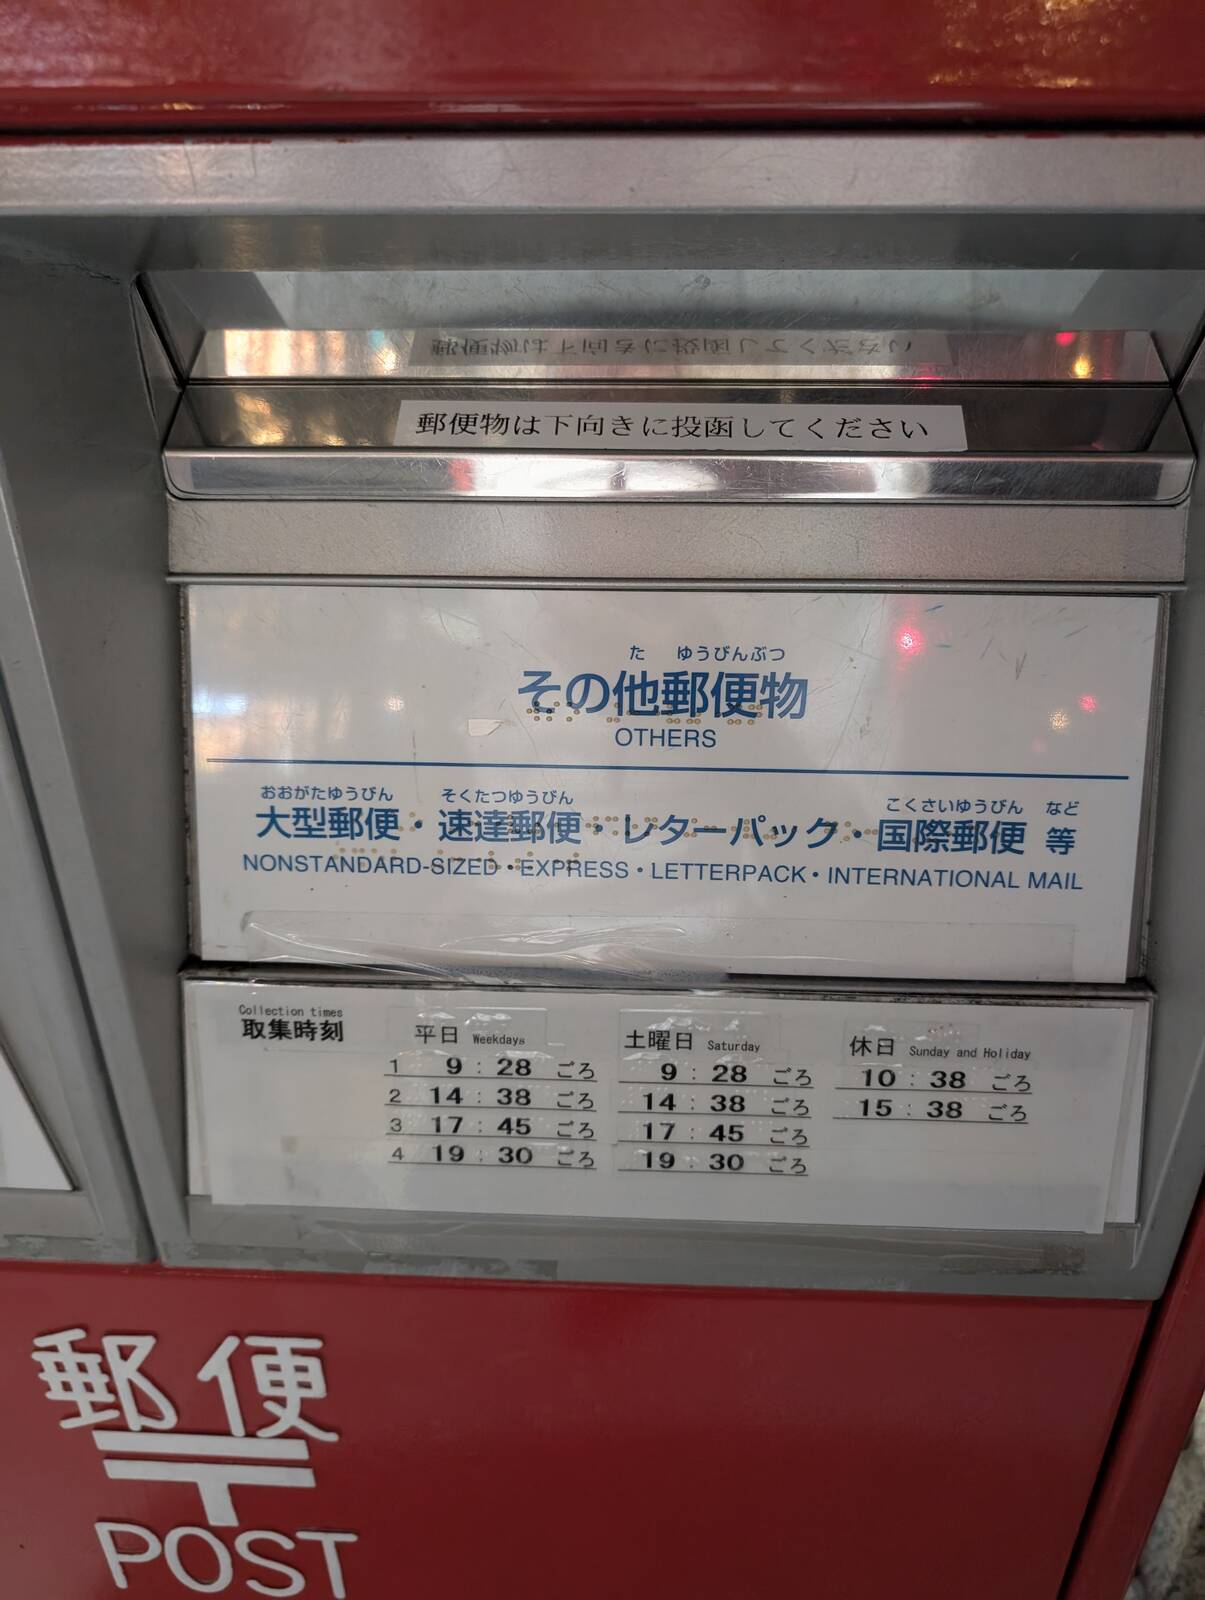 郵便物は下向きに投函してください
た ゆうびんぶつ
その他郵便物
OTHERS
おおがたゆうびん そくたつゆうびん こくさいゆうびん など
大型郵便・速達郵便・レターパック・国際郵便 等
NONSTANDARD-SIZED・EXPRESS・LETTERPACK・INTERNATIONAL MAIL
Collection times
取集時刻 平日 Weekdays 土曜日 Saturday 休日 Sunday and Holiday
1 9:28 ごろ 9:28 ごろ 10:38 ごろ
2 14:38 ごろ 14:38 ごろ 15:38 ごろ
3 17:45 ごろ 17:45 ごろ
4 19:30 ごろ 19:30 ごろ
郵便
〒
POST